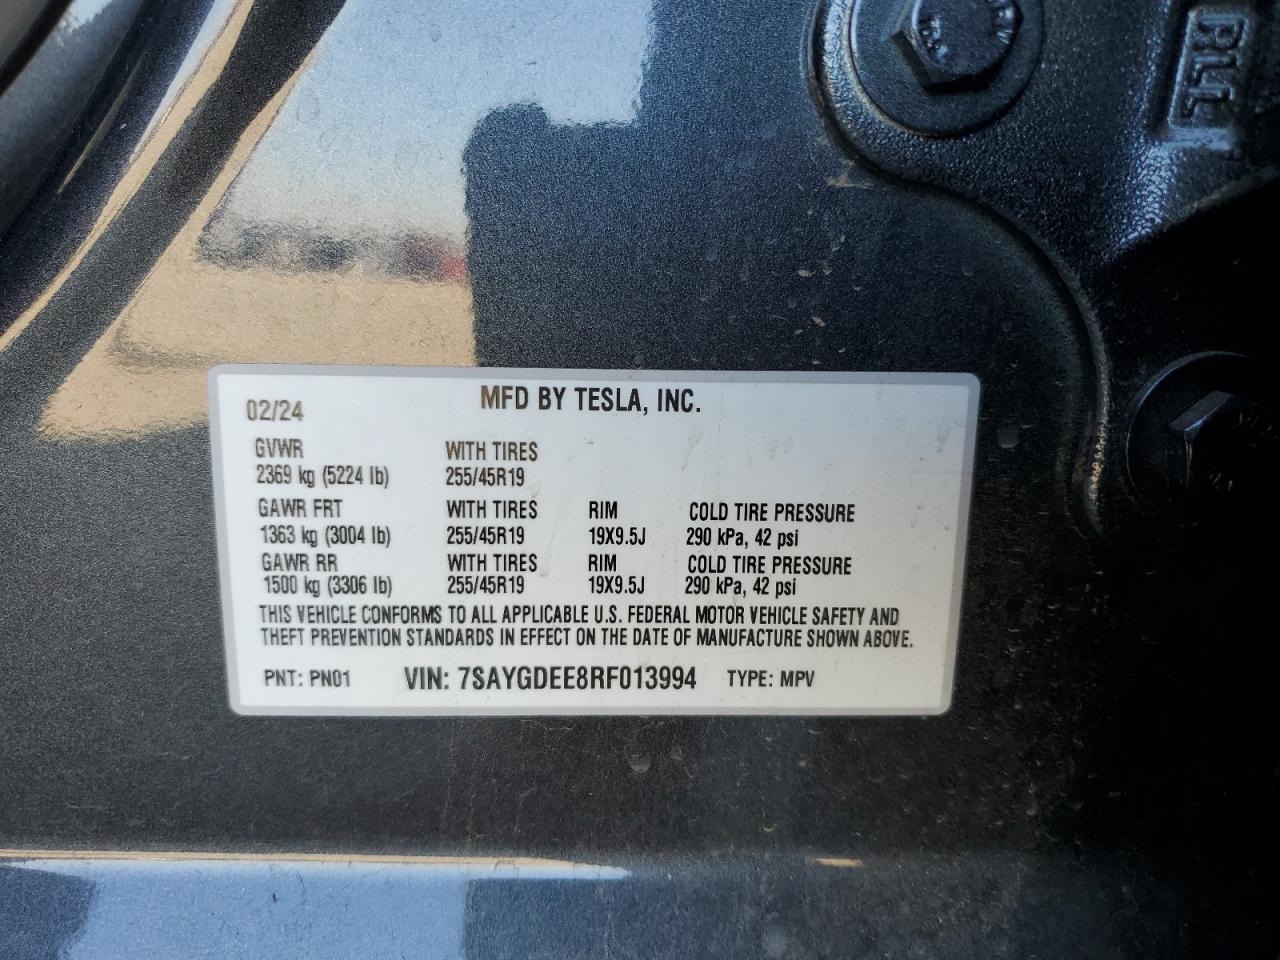 RLL
MFD BY TESLA, INC.
02/24
GVWR WITH TIRES
2369 kg (5224 lb) 255/45R19
GAWR FRT WITH TIRES RIM COLD TIRE PRESSURE
1363 kg (3004 lb) 255/45R19 19X9.5J 290 kPa, 42 psi
GAWR RR WITH TIRES RIM COLD TIRE PRESSURE
1500 kg (3306 lb) 255/45R19 19X9.5J 290 kPa, 42 psi
THIS VEHICLE CONFORMS TO ALL APPLICABLE U.S. FEDERAL MOTOR VEHICLE SAFETY AND
THEFT PREVENTION STANDARDS IN EFFECT ON THE DATE OF MANUFACTURE SHOWN ABOVE.
PNT: PN01 VIN: 7SAYGDEE8RF013994 TYPE: MPV